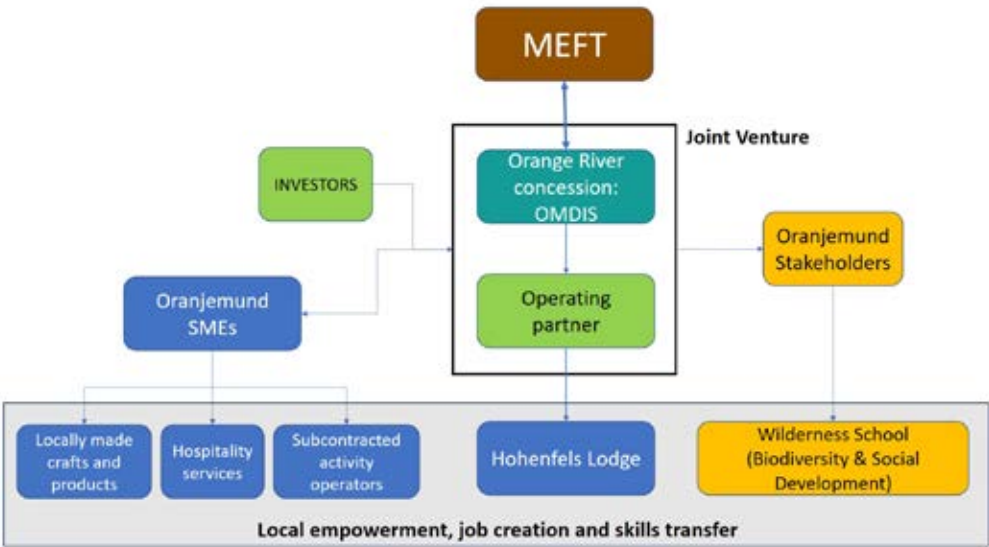 MEFT
Joint Venture
Orange River
concession:
OMDIS
INVESTORS
Oranjemund
Stakeholders
Oranjemund
SMEs
Operating
partner
Locally made
crafts and
products
Hospitality
services
Subcontracted
activity
operators
Hohenfels Lodge
Wilderness School
(Biodiversity & Social
Development)
Local empowerment, job creation and skills transfer